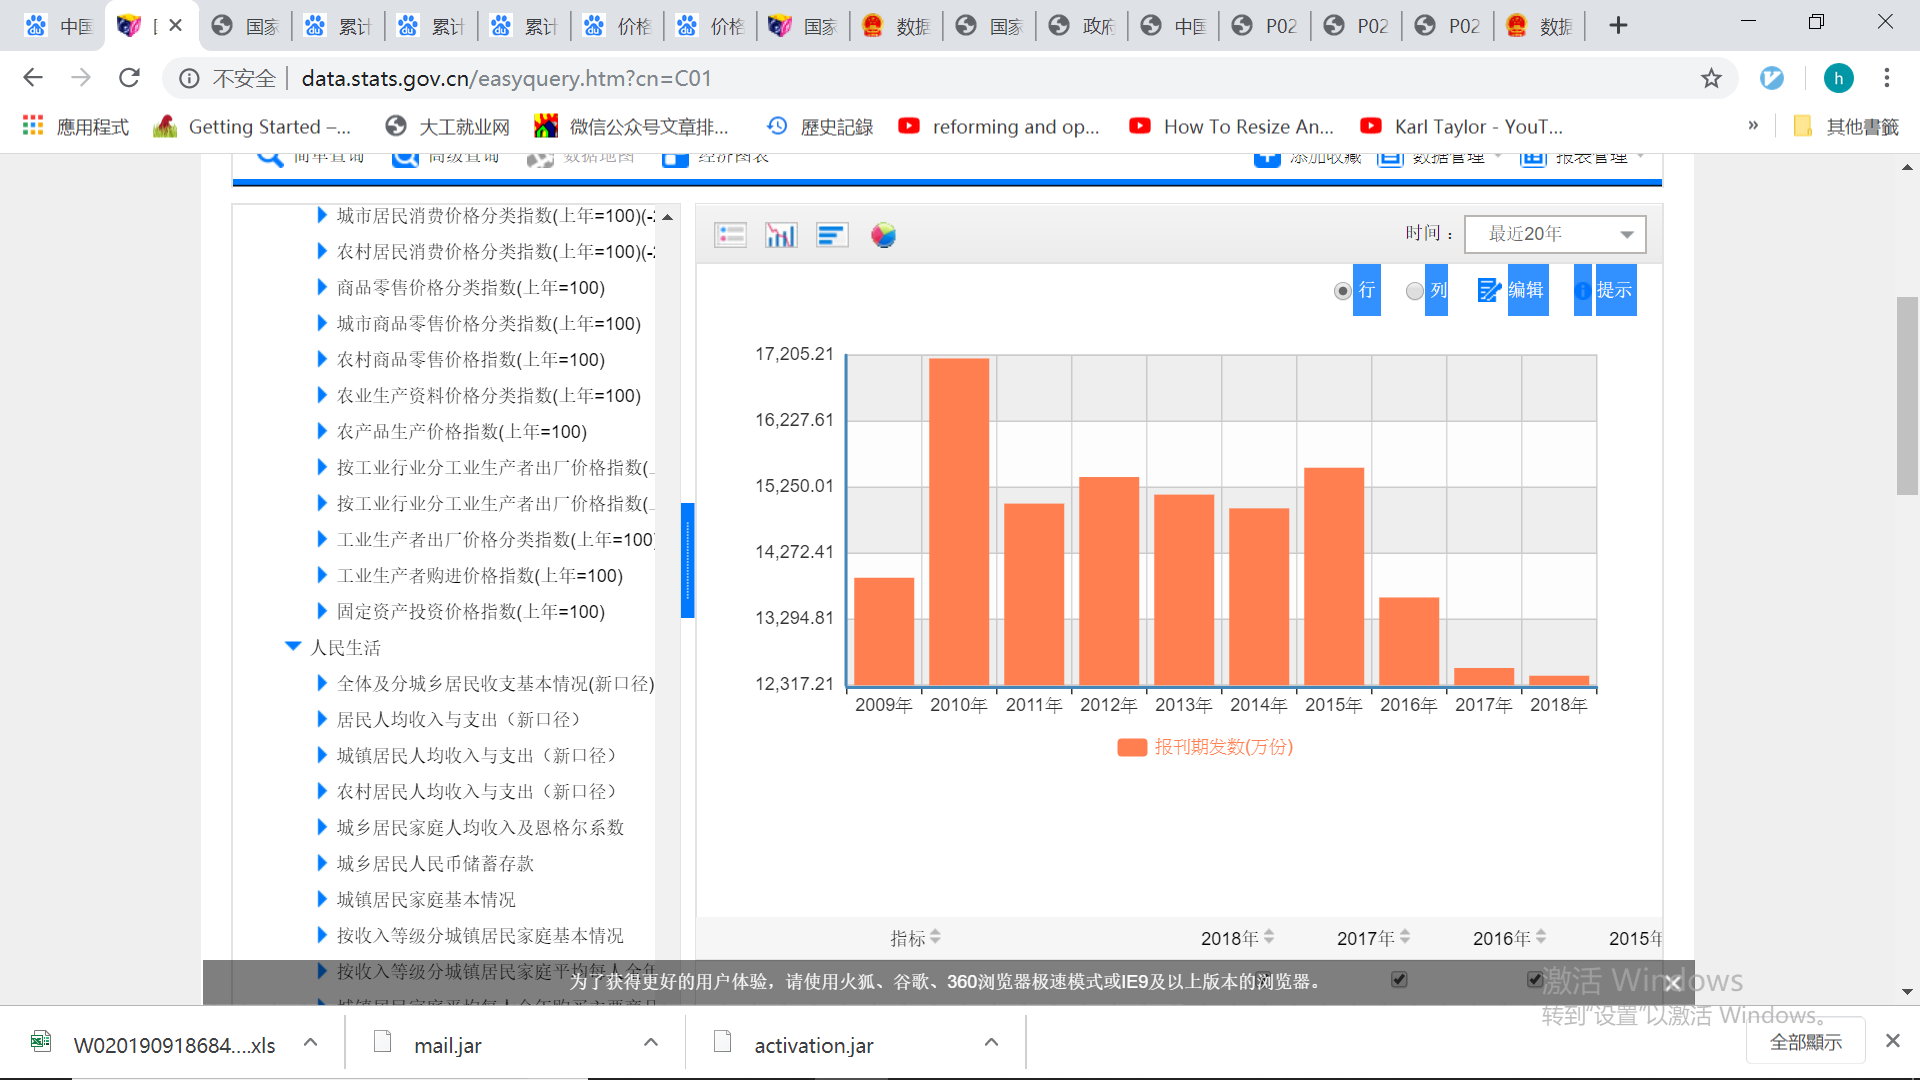 中国
国家
累计
累计
累计
价格
价格
国家
数据
国家
政府
中国
P02
P02
P02
数据
不安全
data.stats.gov.cn/easyquery.htm?cn=C01
h
應用程式
Getting Started –...
大工就业网
微信公众号文章排...
歷史記錄
reforming and op...
How To Resize An...
Karl Taylor - YouT...
»
其他書籤
简单查询
高级查询
数据地图
经济图表
添加收藏
数据管理
报表管理
城市居民消费价格分类指数(上年=100)(-2
农村居民消费价格分类指数(上年=100)(-2
商品零售价格分类指数(上年=100)
城市商品零售价格分类指数(上年=100)
农村商品零售价格指数(上年=100)
农业生产资料价格分类指数(上年=100)
农产品生产价格指数(上年=100)
按工业行业分工业生产者出厂价格指数(
按工业行业分工业生产者出厂价格指数(
工业生产者出厂价格分类指数(上年=100)
工业生产者购进价格指数(上年=100)
固定资产投资价格指数(上年=100)
人民生活
全体及分城乡居民收支基本情况(新口径)
居民人均收入与支出（新口径）
城镇居民人均收入与支出（新口径）
农村居民人均收入与支出（新口径）
城乡居民家庭人均收入及恩格尔系数
城乡居民人民币储蓄存款
城镇居民家庭基本情况
按收入等级分城镇居民家庭基本情况
按收入等级分城镇居民家庭平均每人全年
城镇居民家庭平均每人全年购买主要商品
时间：
最近20年
行
列
编辑
提示
17,205.21
16,227.61
15,250.01
14,272.41
13,294.81
12,317.21
2009年 2010年 2011年 2012年 2013年 2014年 2015年 2016年 2017年 2018年
报刊期发数(万份)
指标 2018年 2017年 2016年 2015年
为了获得更好的用户体验，请使用火狐、谷歌、360浏览器极速模式或IE9及以上版本的浏览器。
激活 Windows
转到“设置”以激活 Windows。
W020190918684....xls
mail.jar
activation.jar
全部顯示